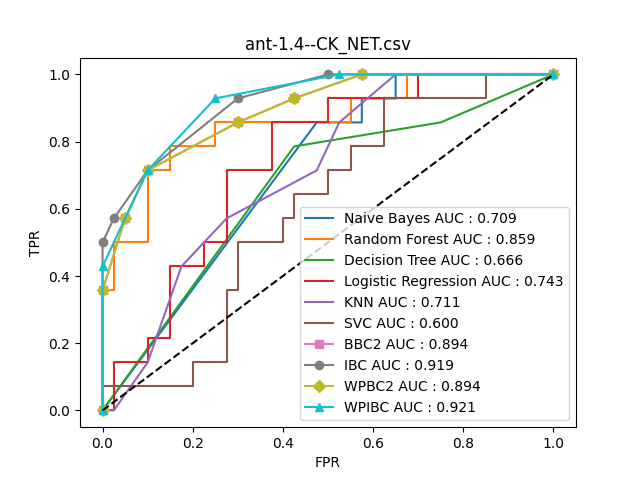 ant-1.4--CK_NET.csv
TPR
1.0
0.8
0.6
0.4
0.2
0.0
Naive Bayes AUC : 0.709
Random Forest AUC : 0.859
Decision Tree AUC : 0.666
Logistic Regression AUC : 0.743
KNN AUC : 0.711
SVC AUC : 0.600
BBC2 AUC : 0.894
IBC AUC : 0.919
WPBC2 AUC : 0.894
WPIBC AUC : 0.921
0.0 0.2 0.4 0.6 0.8 1.0
FPR